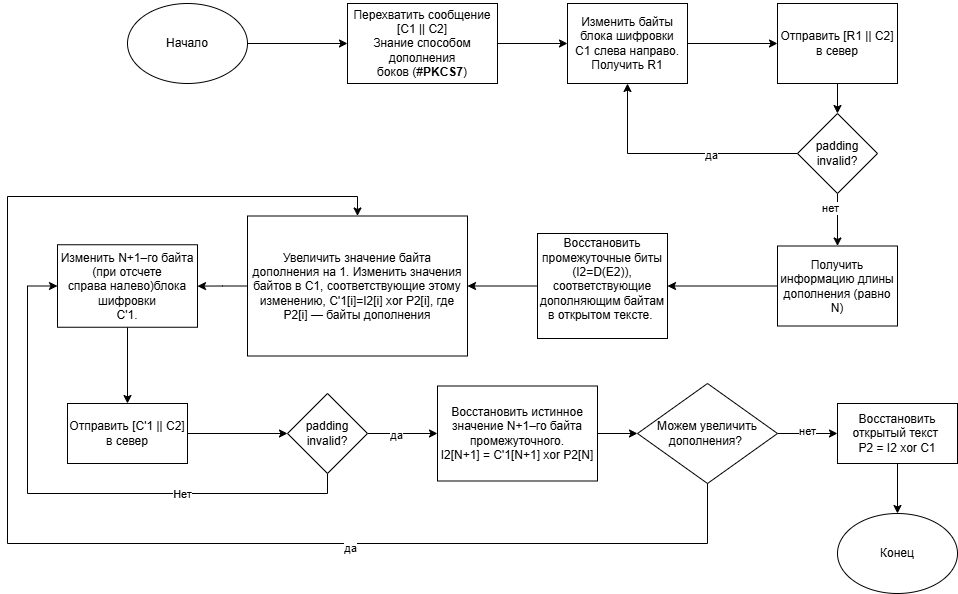 Начало
Перехватить сообщение
[C1 || C2]
Знание способом
дополнения
боков (#PKCS7)
Изменить байты
блока шифровки
C1 слева направо.
Получить R1
Отправить [R1 || C2]
в север
padding
invalid?
да
нет
Получить
информацию длины
дополнения (равно
N)
Восстановить
промежуточные биты
(I2=D(E2)),
соответствующие
дополняющим байтам
в открытом тексте.
Увеличить значение байта
дополнения на 1. Изменить значения
байтов в C1, соответствующие этому
изменению, C'1[i]=I2[i] xor P2[i], где
P2[i] — байты дополнения
Изменить N+1–го байта
(при отсчете
справа налево)блока
шифровки
C'1.
Отправить [C'1 || C2]
в север
padding
invalid?
да
Нет
Восстановить истинное
значение N+1–го байта
промежуточного.
I2[N+1] = C'1[N+1] xor P2[N]
Можем увеличить
дополнения?
нет
да
Восстановить
открытый текст
P2 = I2 xor C1
Конец